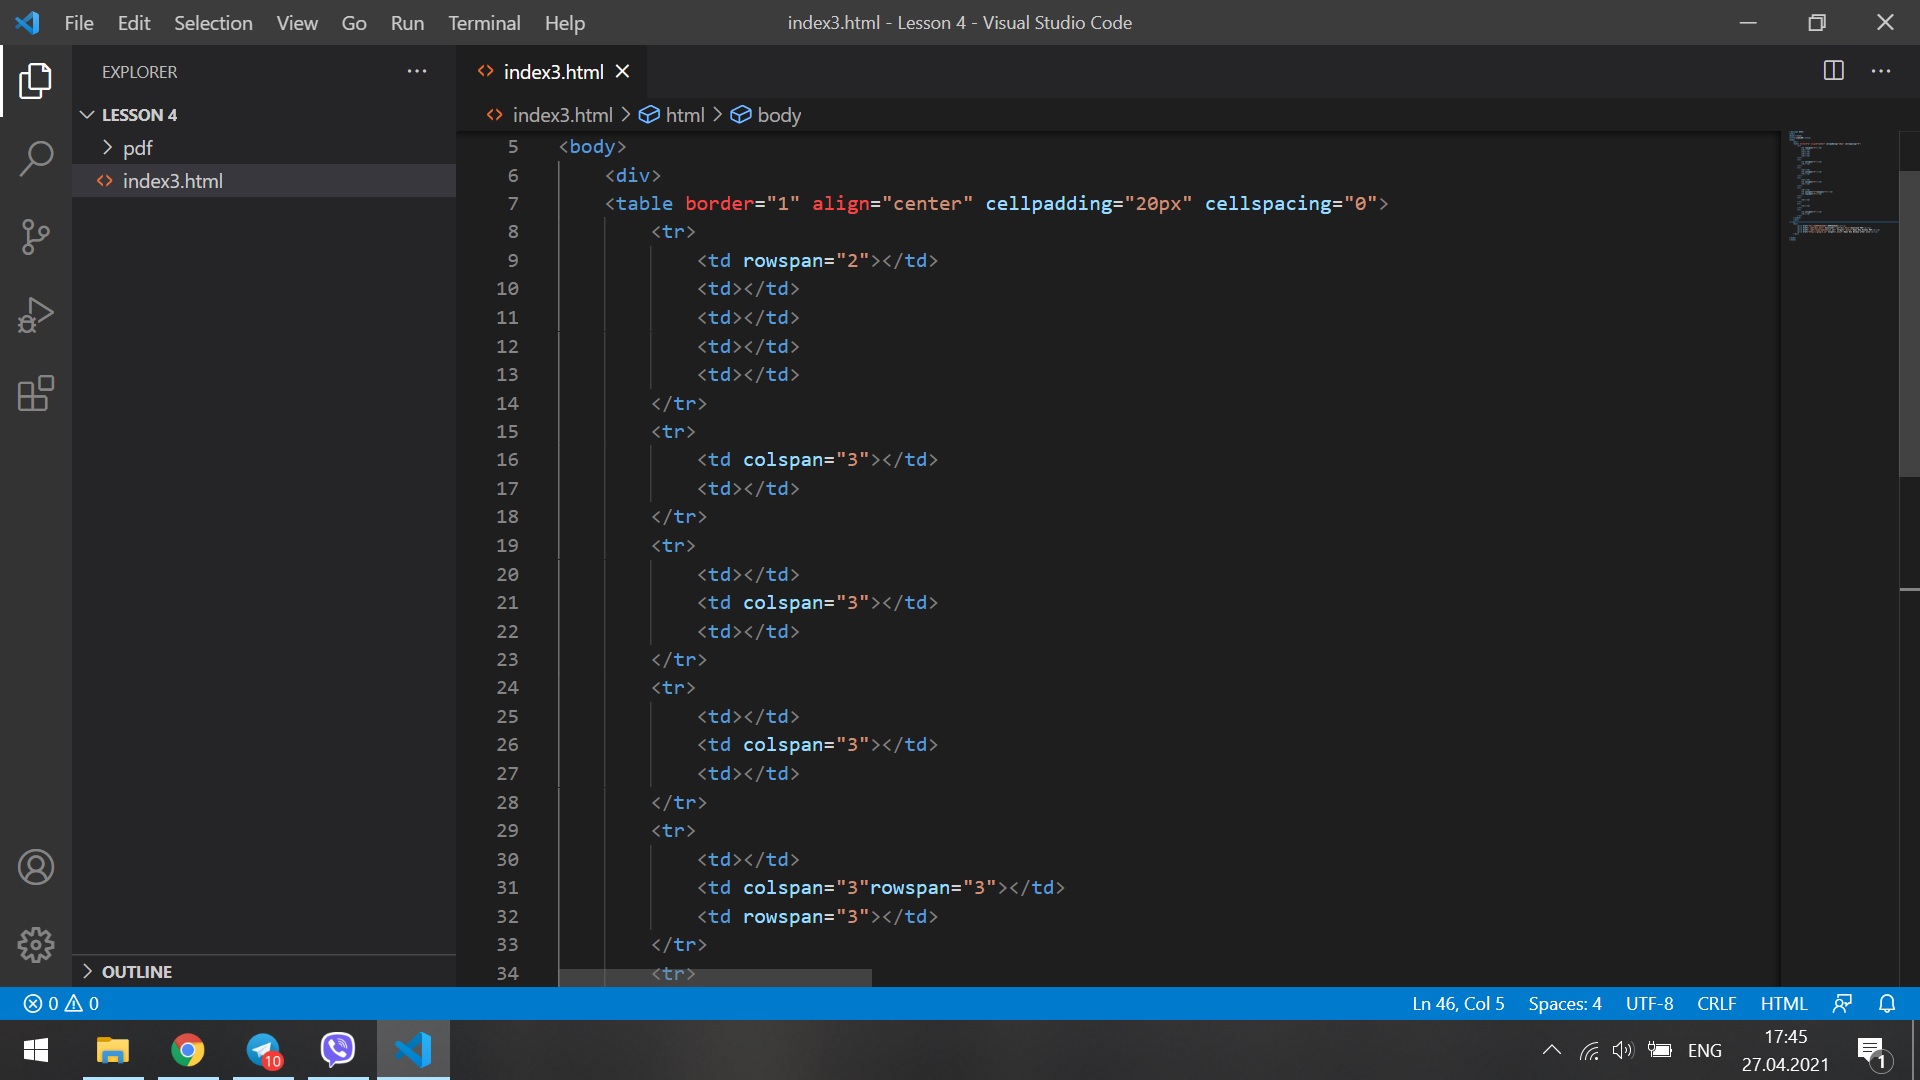 File Edit Selection View Go Run Terminal Help index3.html - Lesson 4 - Visual Studio Code
EXPLORER
LESSON 4
pdf
index3.html
OUTLINE
index3.html
index3.html > html > body
5 <body>
6 <div>
7 <table border="1" align="center" cellpadding="20px" cellspacing="0">
8 <tr>
9 <td rowspan="2"></td>
10 <td></td>
11 <td></td>
12 <td></td>
13 <td></td>
14 </tr>
15 <tr>
16 <td colspan="3"></td>
17 <td></td>
18 </tr>
19 <tr>
20 <td></td>
21 <td colspan="3"></td>
22 <td></td>
23 </tr>
24 <tr>
25 <td></td>
26 <td colspan="3"></td>
27 <td></td>
28 </tr>
29 <tr>
30 <td></td>
31 <td colspan="3"rowspan="3"></td>
32 <td rowspan="3"></td>
33 </tr>
34 <tr>
0 0 Ln 46, Col 5 Spaces: 4 UTF-8 CRLF HTML
10 ENG 17:45
27.04.2021 1